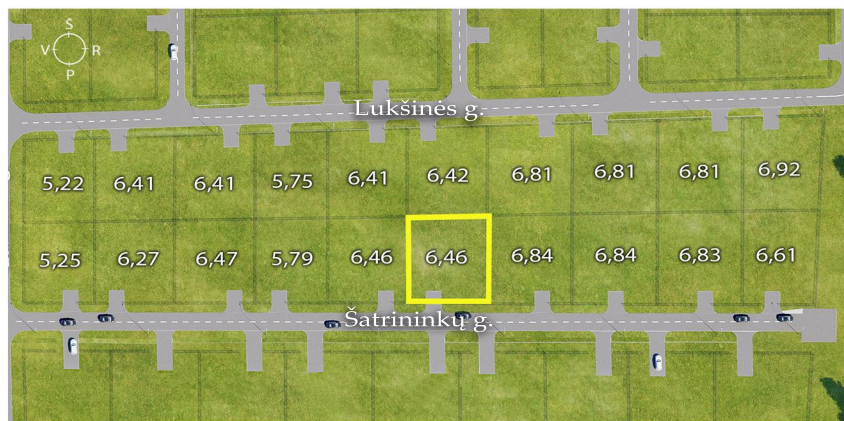 Š
V R
P
Lukšinės g.
5,22 6,41 6,41 5,75 6,41 6,42 6,81 6,81 6,81 6,92
5,25 6,27 6,47 5,79 6,46 6,46 6,84 6,84 6,83 6,61
Šatrininkų g.